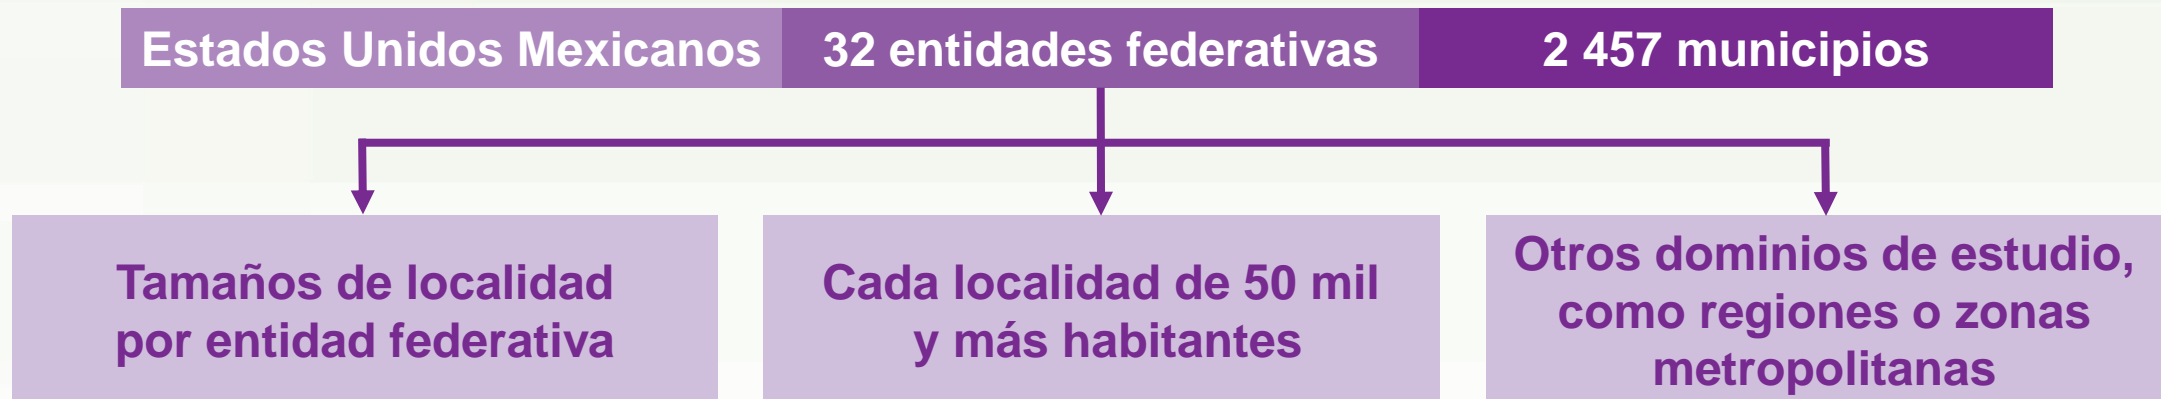 Estados Unidos Mexicanos
32 entidades federativas
2 457 municipios
Tamaños de localidad
por entidad federativa
Cada localidad de 50 mil
y más habitantes
Otros dominios de estudio,
como regiones o zonas
metropolitanas